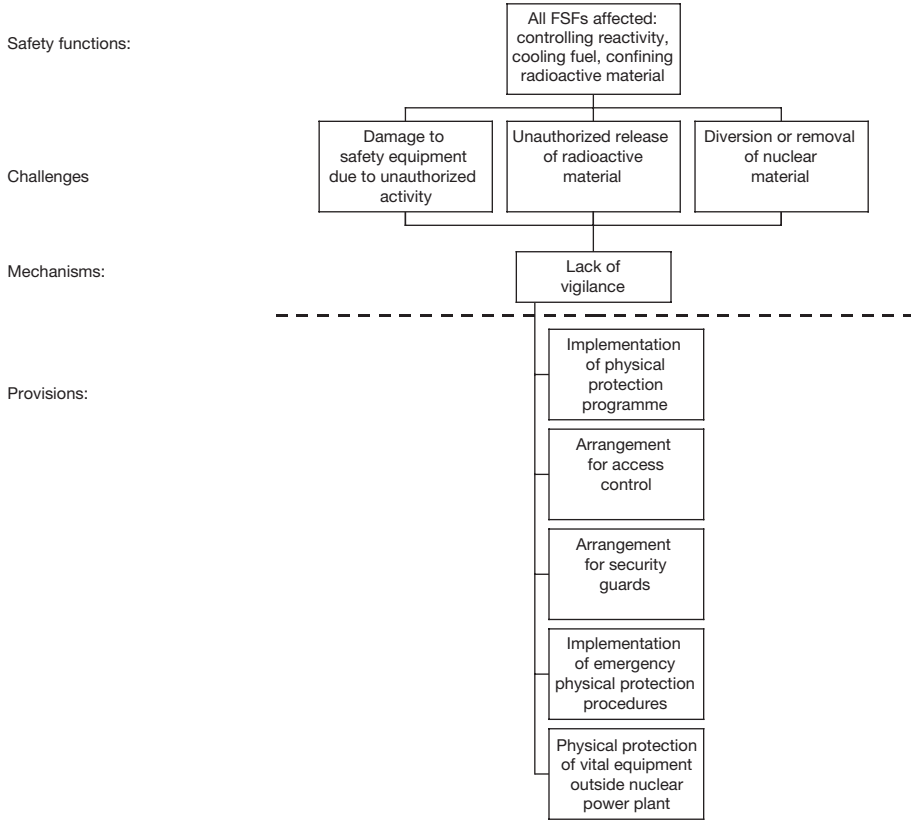 Safety functions:
All FSFs affected:
controlling reactivity,
cooling fuel, confining
radioactive material
Challenges
Damage to
safety equipment
due to unauthorized
activity
Unauthorized release
of radioactive
material
Diversion or removal
of nuclear
material
Mechanisms:
Lack of
vigilance
Provisions:
Implementation
of physical
protection
programme
Arrangement
for access
control
Arrangement
for security
guards
Implementation
of emergency
physical protection
procedures
Physical protection
of vital equipment
outside nuclear
power plant